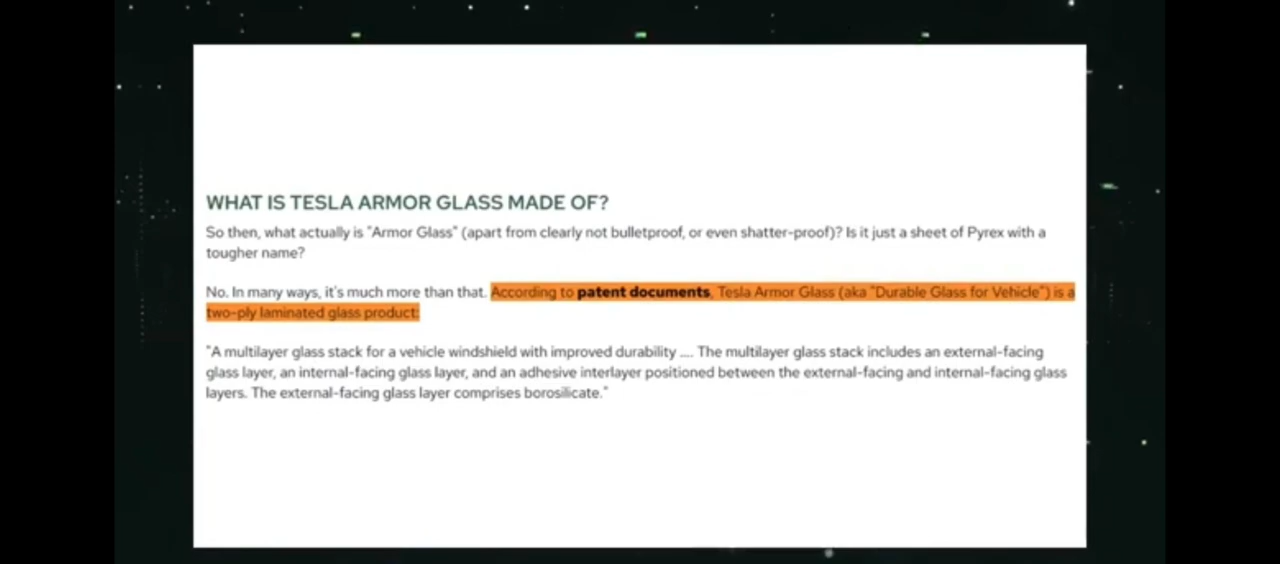 WHAT IS TESLA ARMOR GLASS MADE OF?
So then, what actually is "Armor Glass" (apart from clearly not bulletproof, or even shatter-proof)? Is it just a sheet of Pyrex with a
tougher name?
No. In many ways, it's much more than that. According to patent documents, Tesla Armor Glass (aka "Durable Glass for Vehicle") is a
two-ply laminated glass product:
"A multilayer glass stack for a vehicle windshield with improved durability .... The multilayer glass stack includes an external-facing
glass layer, an internal-facing glass layer, and an adhesive interlayer positioned between the external-facing and internal-facing glass
layers. The external-facing glass layer comprises borosilicate."